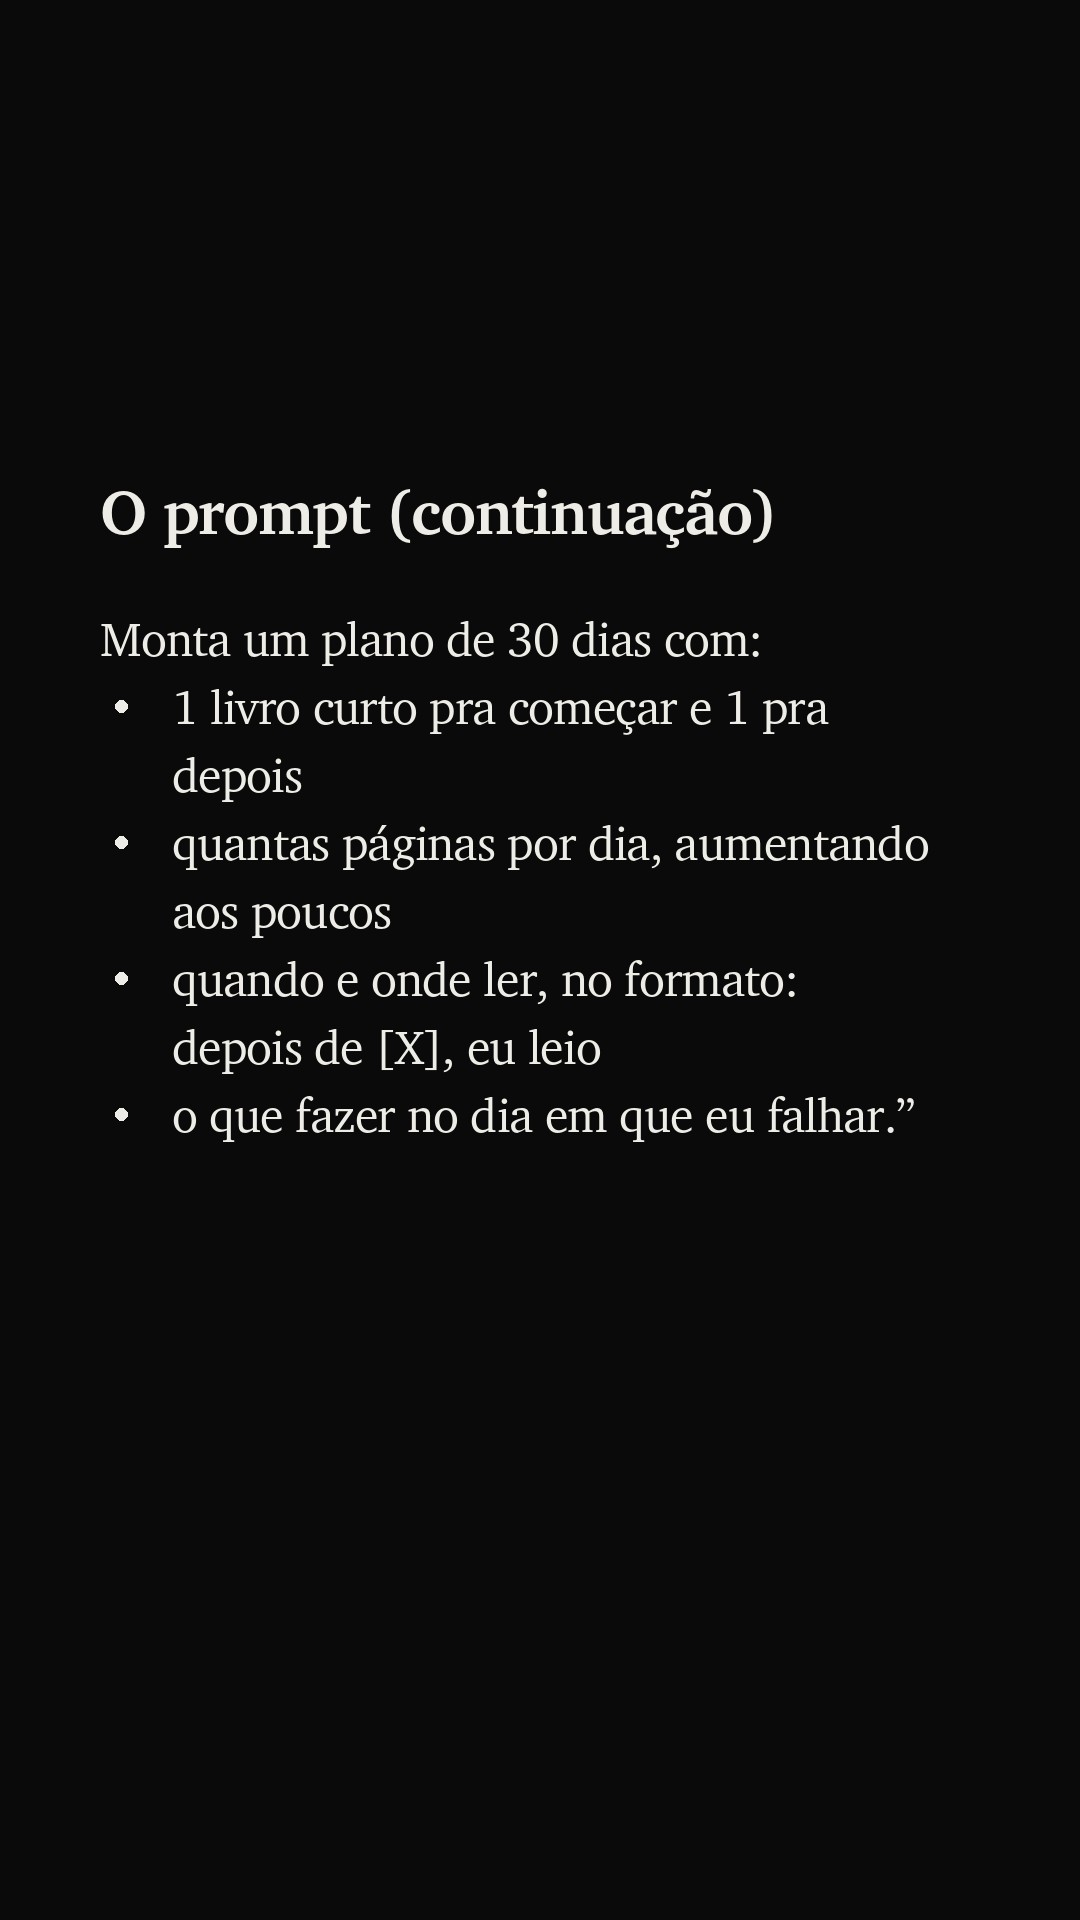 O prompt (continuação)
Monta um plano de 30 dias com:
• 1 livro curto pra começar e 1 pra
depois
• quantas páginas por dia, aumentando
aos poucos
• quando e onde ler, no formato:
depois de [X], eu leio
• o que fazer no dia em que eu falhar.”